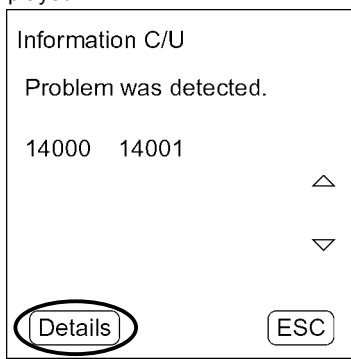 Information C/U
Problem was detected.
14000 14001
Details ESC